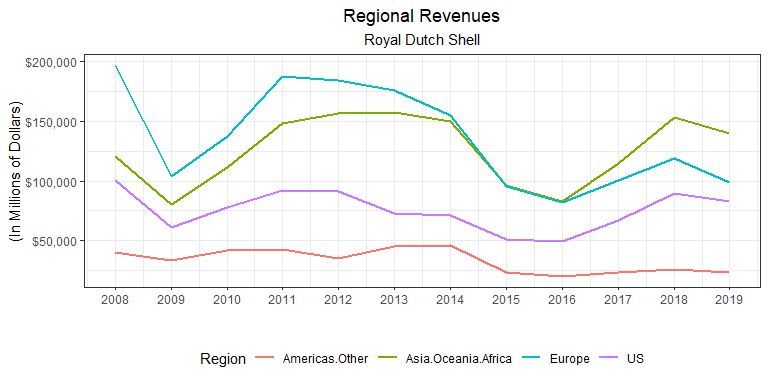 Regional Revenues
Royal Dutch Shell
(In Millions of Dollars)
$200,000
$150,000
$100,000
$50,000
2008 2009 2010 2011 2012 2013 2014 2015 2016 2017 2018 2019
Region Americas.Other Asia.Oceania.Africa Europe US